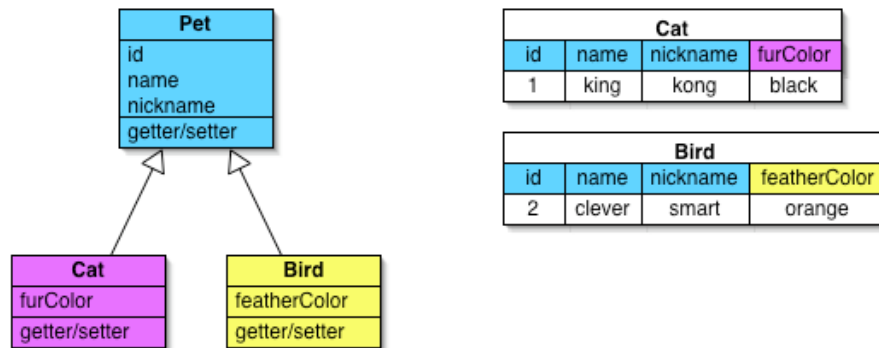 Pet
id
name
nickname
getter/setter
Cat
furColor
getter/setter
Bird
featherColor
getter/setter
Cat
id name nickname furColor
1 king kong black
Bird
id name nickname featherColor
2 clever smart orange